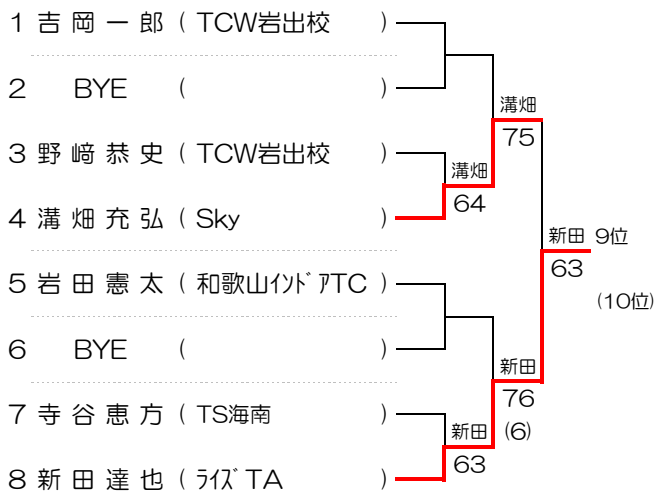 1 吉岡一郎 ( TCW岩出校 )
2 BYE ( )
溝畑
75
3 野﨑恭史 ( TCW岩出校 )
溝畑
64
4 溝畑充弘 ( Sky )
新田 9位
63
(10位)
5 岩田憲太 ( 和歌山ｲﾝﾄﾞｱTC )
6 BYE ( )
新田
76
(6)
7 寺谷恵方 ( TS海南 )
新田
63
8 新田達也 ( ﾗｲｽﾞTA )